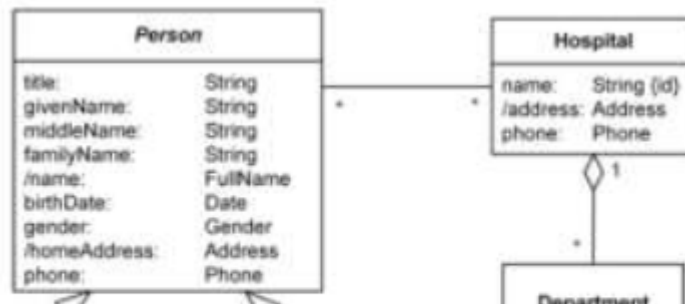 Person
title: String
givenName: String
middleName: String
familyName: String
/name: FullName
birthDate: Date
gender: Gender
/homeAddress: Address
phone: Phone
*
*
Hospital
name: String {id}
/address: Address
phone: Phone
1
*
Department